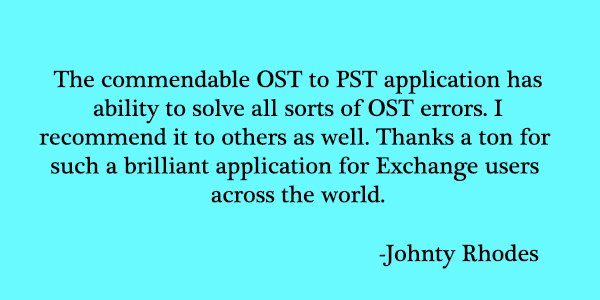 The commendable OST to PST application has
ability to solve all sorts of OST errors. I
recommend it to others as well. Thanks a ton for
such a brilliant application for Exchange users
across the world.
-Johnty Rhodes